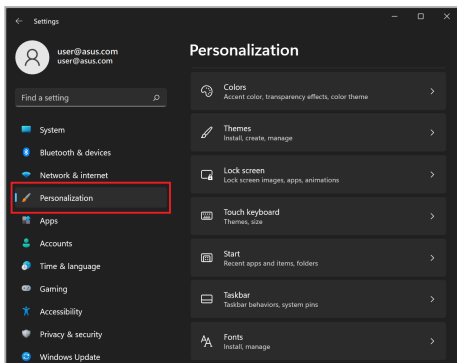 Settings
user@asus.com
user@asus.com
Find a setting
System
Bluetooth & devices
Network & internet
Personalization
Apps
Accounts
Time & language
Gaming
Accessibility
Privacy & security
Windows Update
Personalization
Colors
Accent color, transparency effects, color theme
Themes
Install, create, manage
Lock screen
Lock screen images, apps, animations
Touch keyboard
Themes, size
Start
Recent apps and items, folders
Taskbar
Taskbar behaviors, system pins
Fonts
Install, manage